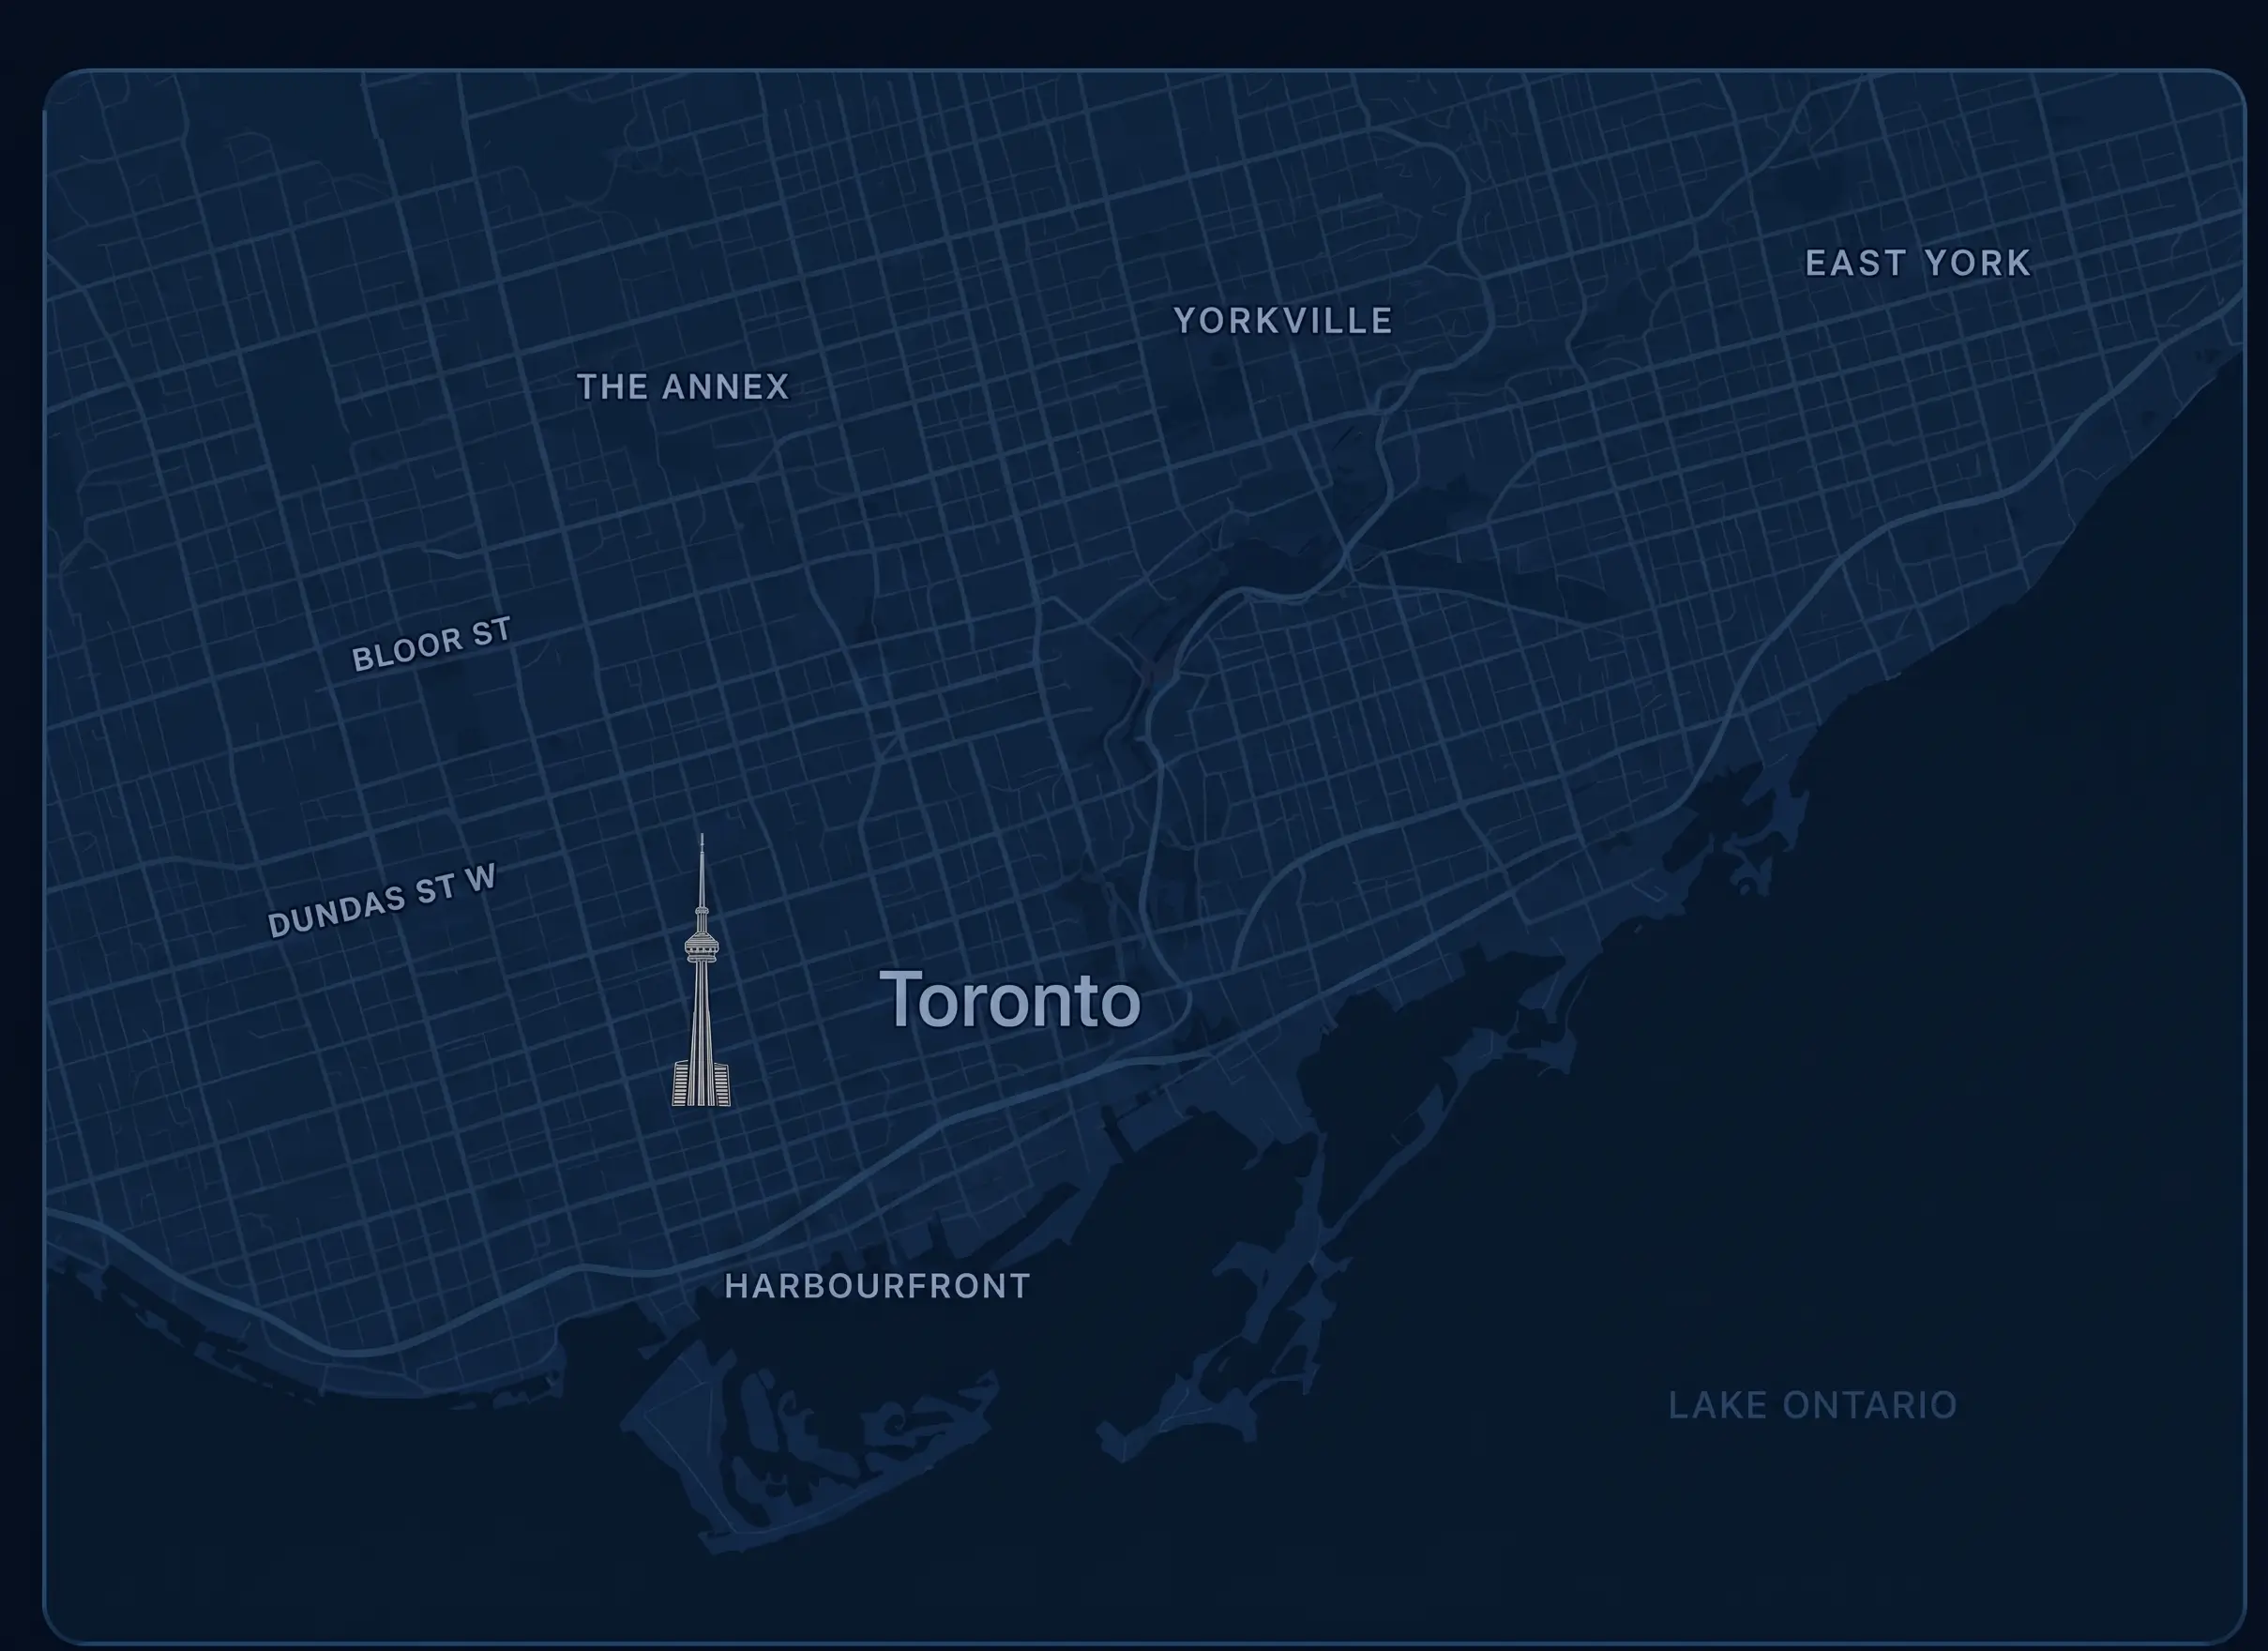 EAST YORK
YORKVILLE
THE ANNEX
BLOOR ST
DUNDAS ST W
Toronto
HARBOURFRONT
LAKE ONTARIO